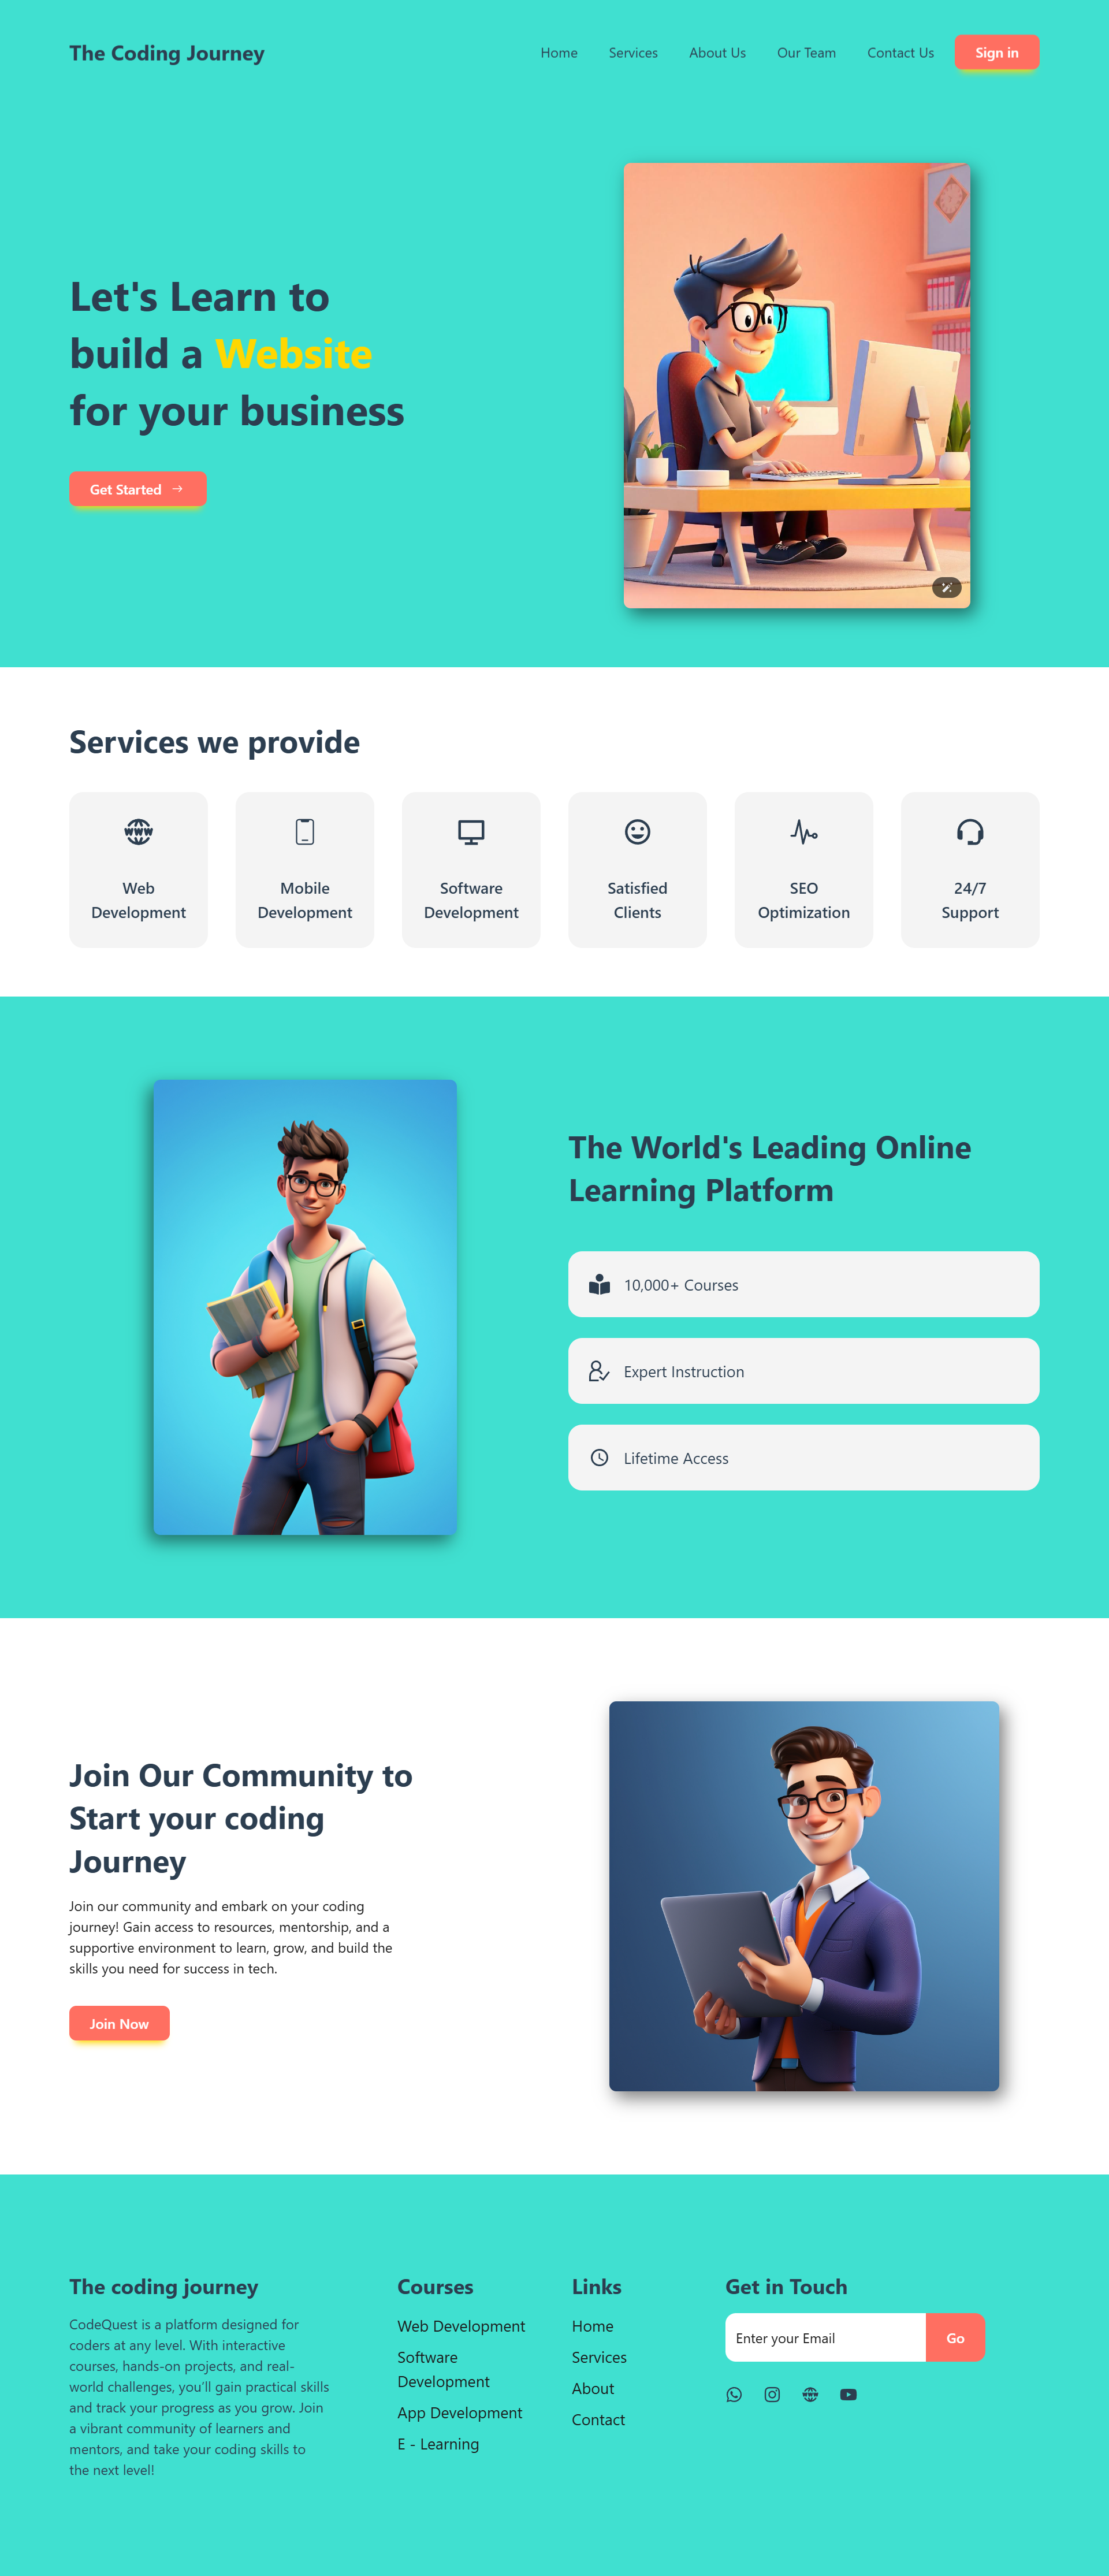 The Coding Journey
Home Services About Us Our Team Contact Us Sign in
Let's Learn to
build a Website
for your business
Get Started
Services we provide
Web
Development
Mobile
Development
Software
Development
Satisfied
Clients
SEO
Optimization
24/7
Support
The World's Leading Online
Learning Platform
10,000+ Courses
Expert Instruction
Lifetime Access
Join Our Community to
Start your coding
Journey
Join our community and embark on your coding
journey! Gain access to resources, mentorship, and a
supportive environment to learn, grow, and build the
skills you need for success in tech.
Join Now
The coding journey
CodeQuest is a platform designed for
coders at any level. With interactive
courses, hands-on projects, and real-
world challenges, you'll gain practical skills
and track your progress as you grow. Join
a vibrant community of learners and
mentors, and take your coding skills to
the next level!
Courses
Web Development
Software
Development
App Development
E - Learning
Links
Home
Services
About
Contact
Get in Touch
Enter your Email Go